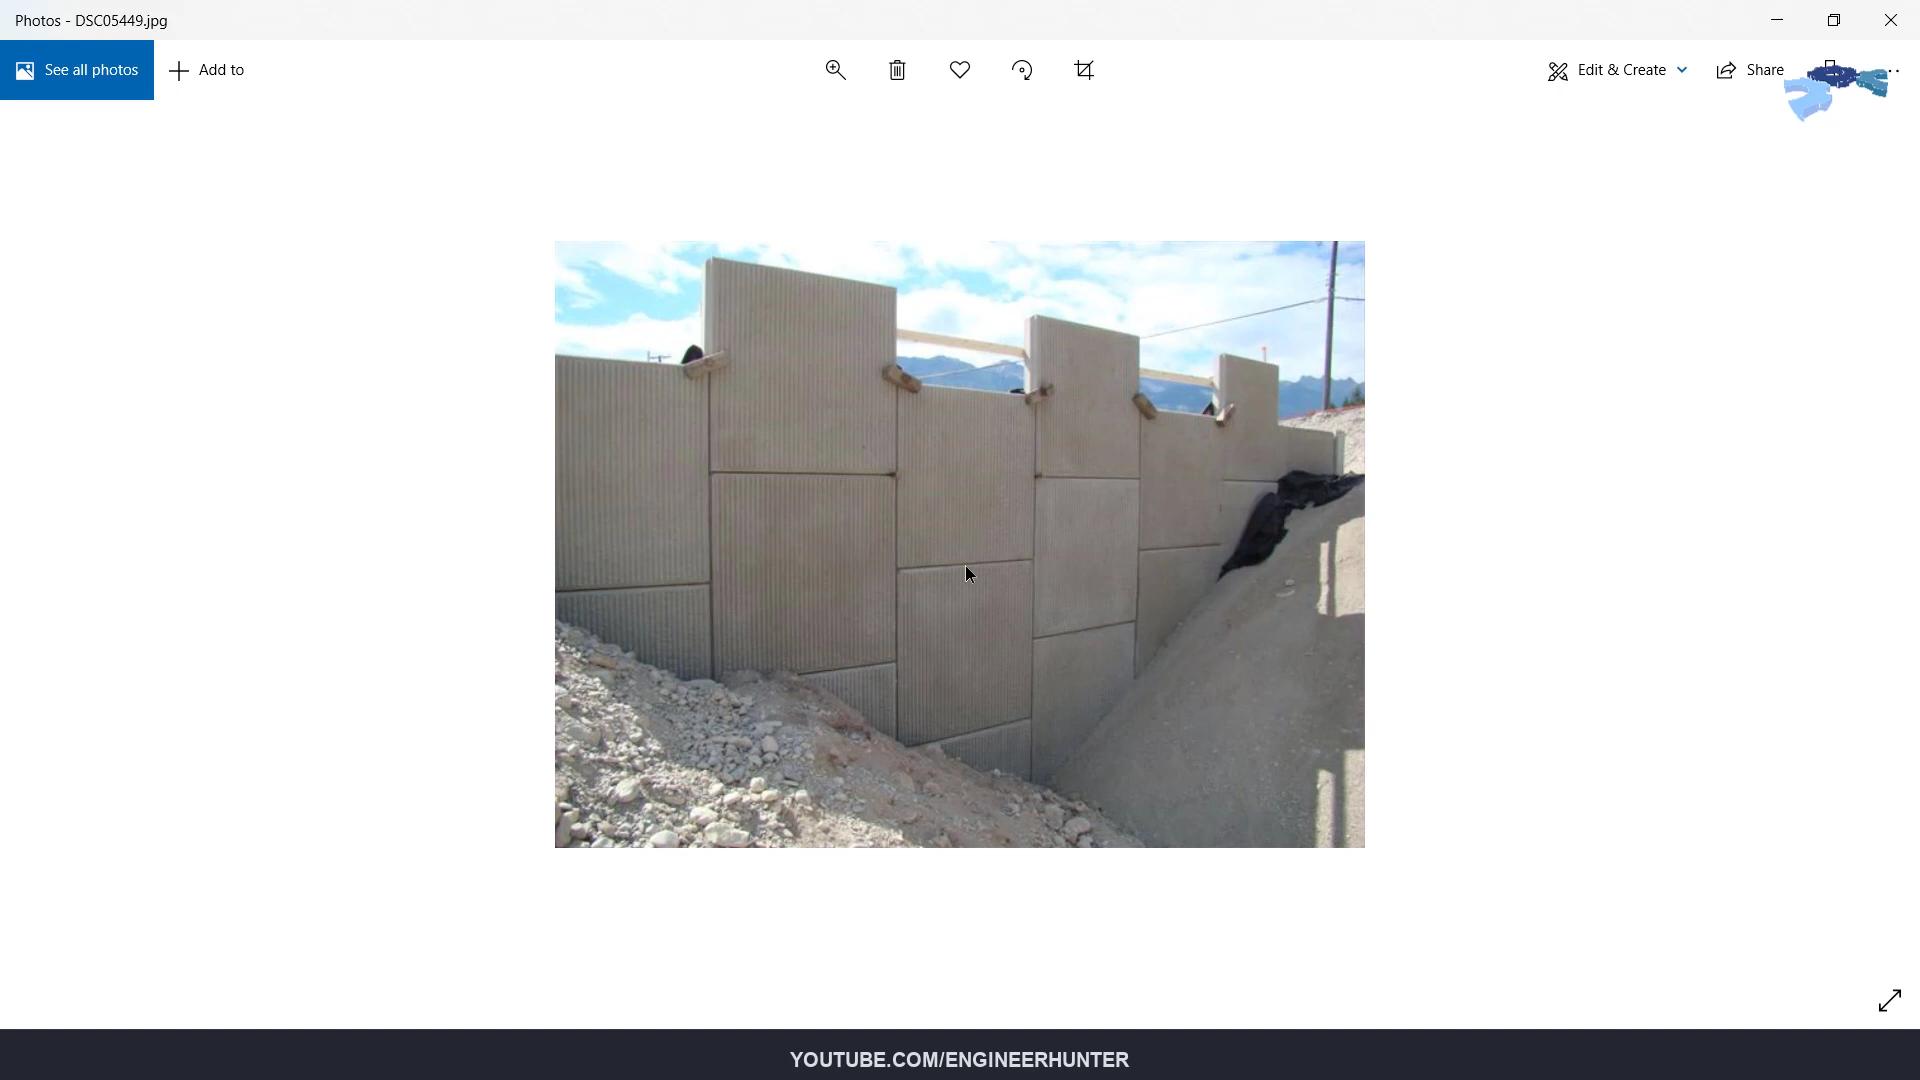 Photos - DSC05449.jpg
See all photos
Add to
Edit & Create
Share
YOUTUBE.COM/ENGINEERHUNTER